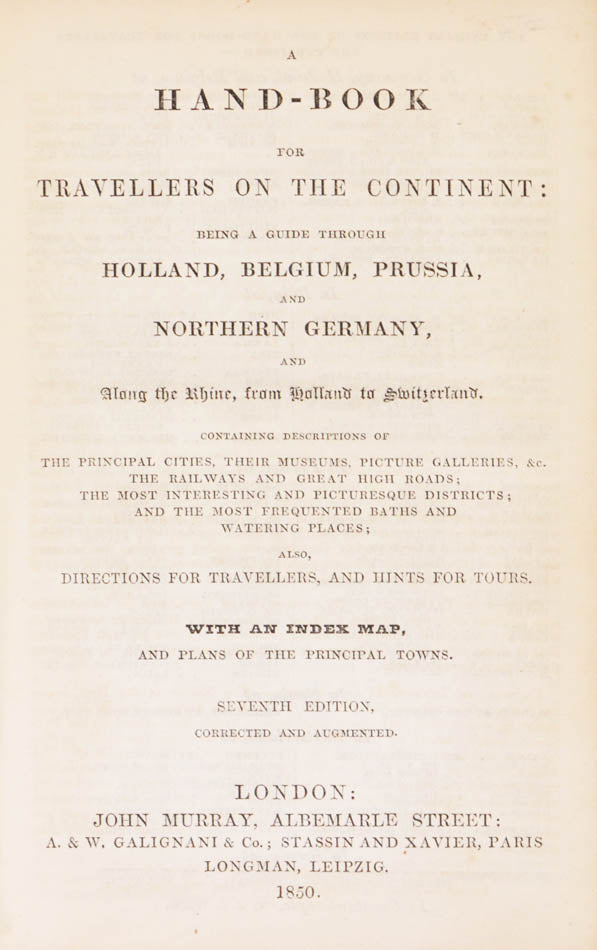 A
HAND-BOOK
FOR
TRAVELLERS ON THE CONTINENT:
BEING A GUIDE THROUGH
HOLLAND, BELGIUM, PRUSSIA,
AND
NORTHERN GERMANY,
AND
Along the Rhine, from Holland to Switzerland.
CONTAINING DESCRIPTIONS OF
THE PRINCIPAL CITIES, THEIR MUSEUMS, PICTURE GALLERIES, &c.
THE RAILWAYS AND GREAT HIGH ROADS;
THE MOST INTERESTING AND PICTURESQUE DISTRICTS;
AND THE MOST FREQUENTED BATHS AND
WATERING PLACES;
ALSO,
DIRECTIONS FOR TRAVELLERS, AND HINTS FOR TOURS.
WITH AN INDEX MAP,
AND PLANS OF THE PRINCIPAL TOWNS.
SEVENTH EDITION,
CORRECTED AND AUGMENTED.
LONDON:
JOHN MURRAY, ALBEMARLE STREET:
A. & W. GALIGNANI & Co.; STASSIN AND XAVIER, PARIS
LONGMAN, LEIPZIG.
1850.